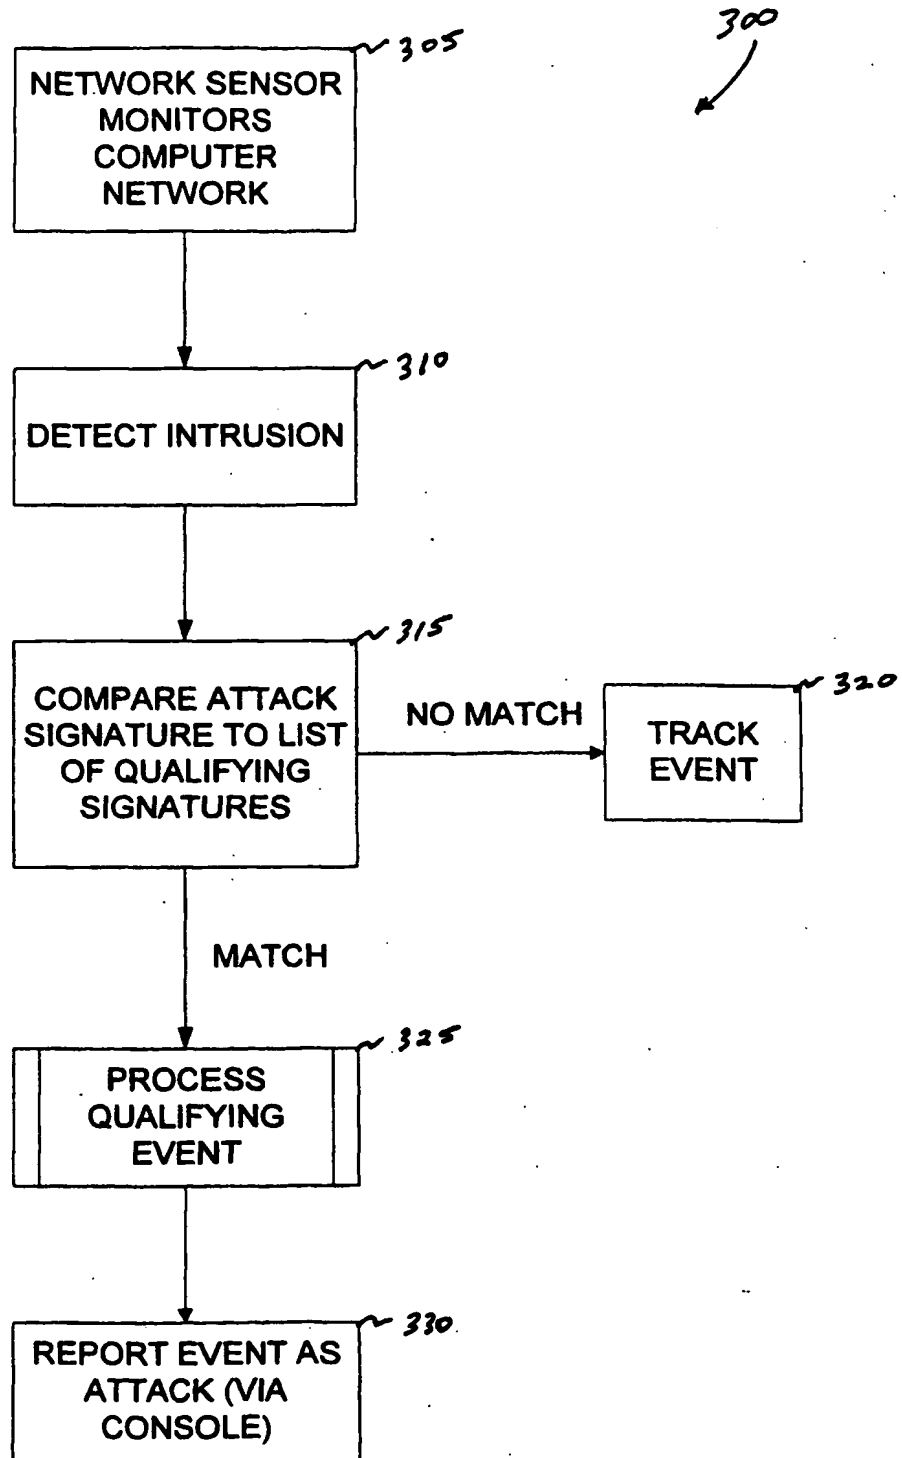 300
305
NETWORK SENSOR
MONITORS
COMPUTER
NETWORK
310
DETECT INTRUSION
315
COMPARE ATTACK
SIGNATURE TO LIST
OF QUALIFYING
SIGNATURES
NO MATCH
320
TRACK
EVENT
MATCH
325
PROCESS
QUALIFYING
EVENT
330
REPORT EVENT AS
ATTACK (VIA
CONSOLE)